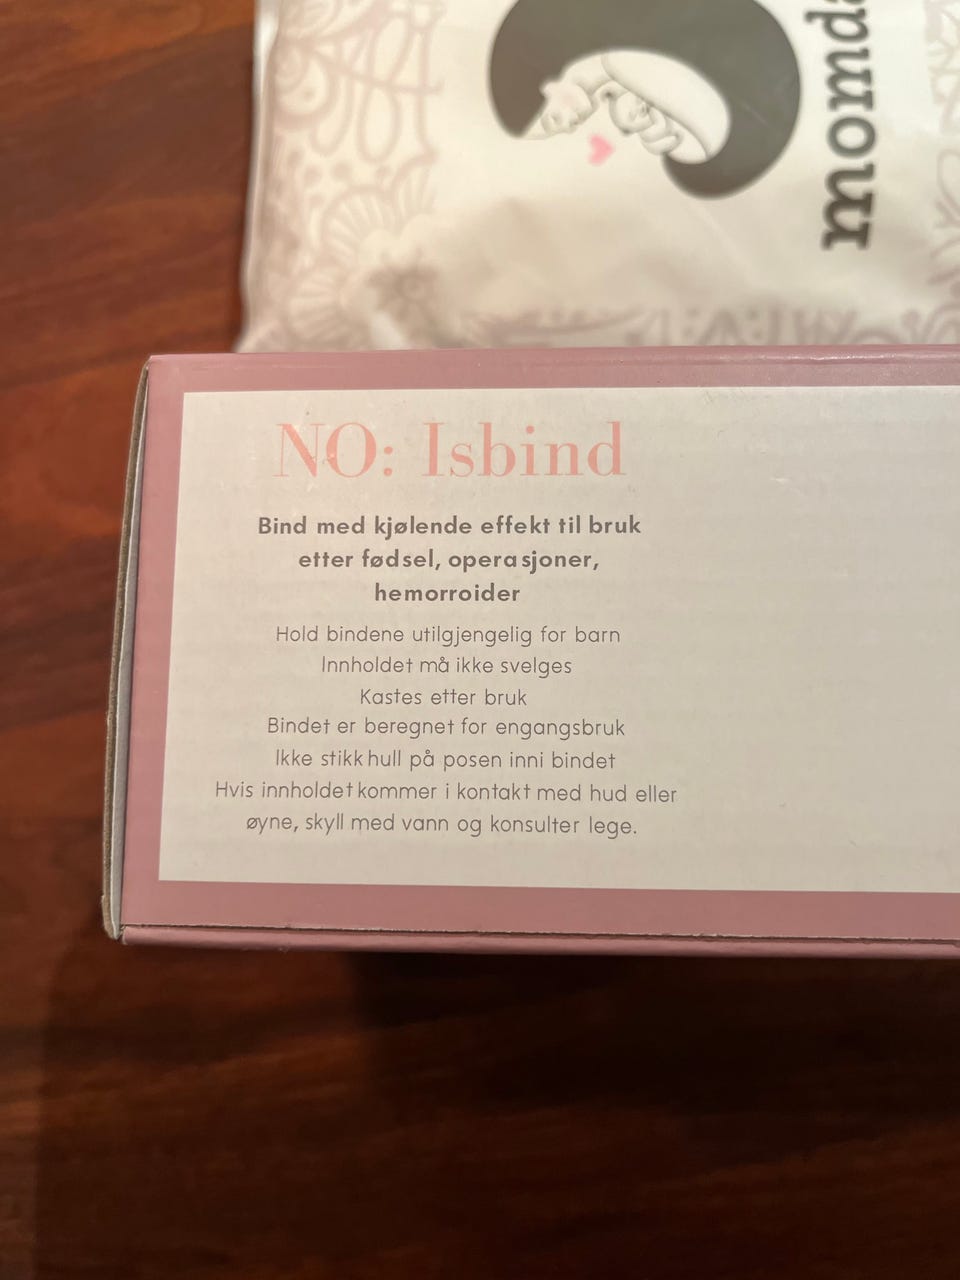 NO: Isbind
Bind med kjølende effekt til bruk
etter fødsel, operasjoner,
hemorroider
Hold bindene utilgjengelig for barn
Innholdet må ikke svelges
Kastes etter bruk
Bindet er beregnet for engangsbruk
Ikke stikk hull på posen inni bindet
Hvis innholdet kommer i kontakt med hud eller
øyne, skyll med vann og konsulter lege.